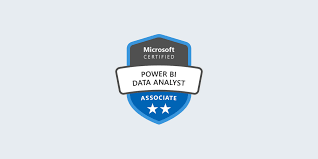 Microsoft
CERTIFIED
POWER BI
DATA ANALYST
ASSOCIATE